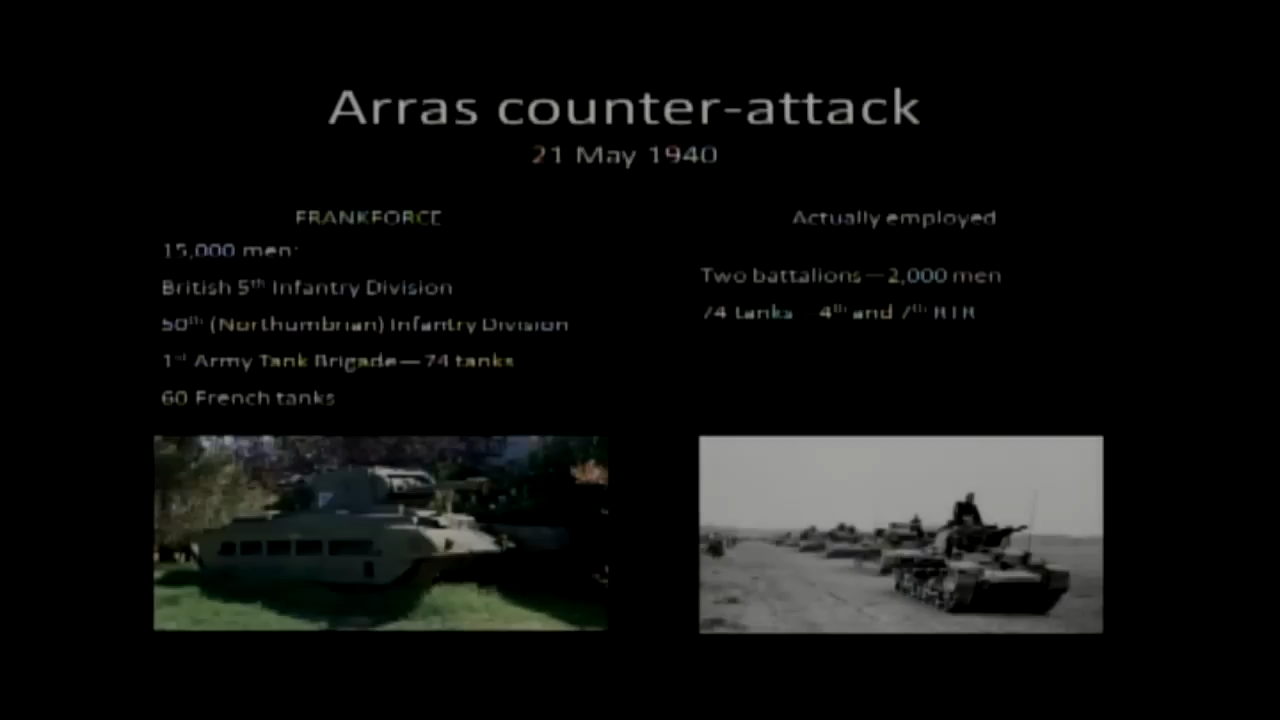 Arras counter-attack
21 May 1940
FRANKFORCE
15,000 men:
British 5th Infantry Division
50th (Northumbrian) Infantry Division
1st Army Tank Brigade—74 tanks
60 French tanks
Actually employed
Two battalions—2,000 men
74 tanks—4th and 7th RTR